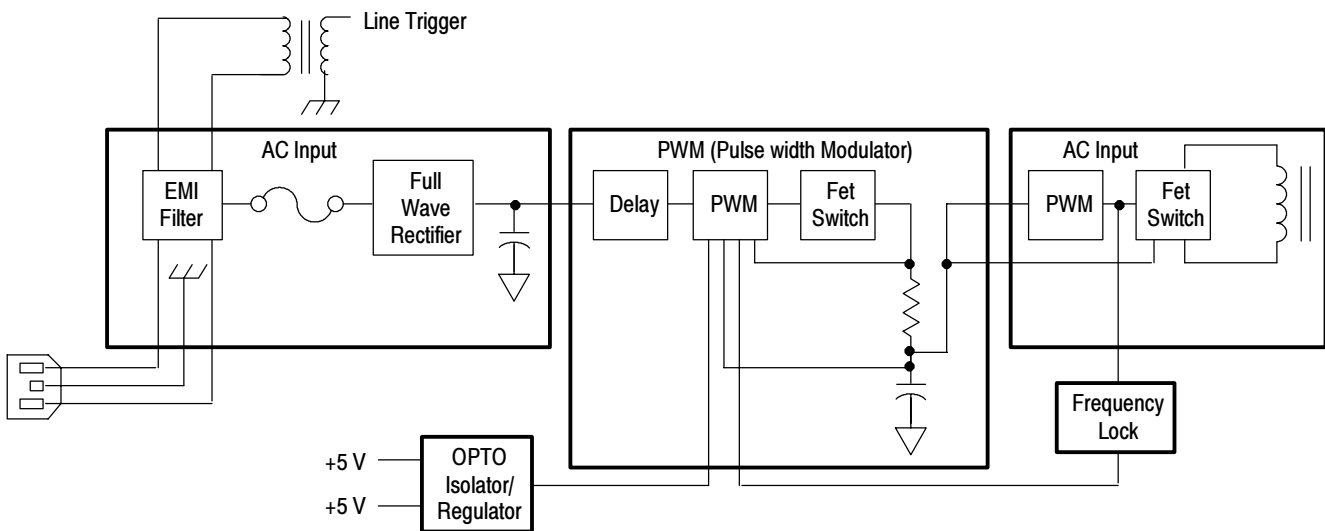 Line Trigger
AC Input
EMI
Filter
Full
Wave
Rectifier
PWM (Pulse width Modulator)
Delay
PWM
Fet
Switch
AC Input
PWM
Fet
Switch
Frequency
Lock
+5 V
+5 V
OPTO
Isolator/
Regulator